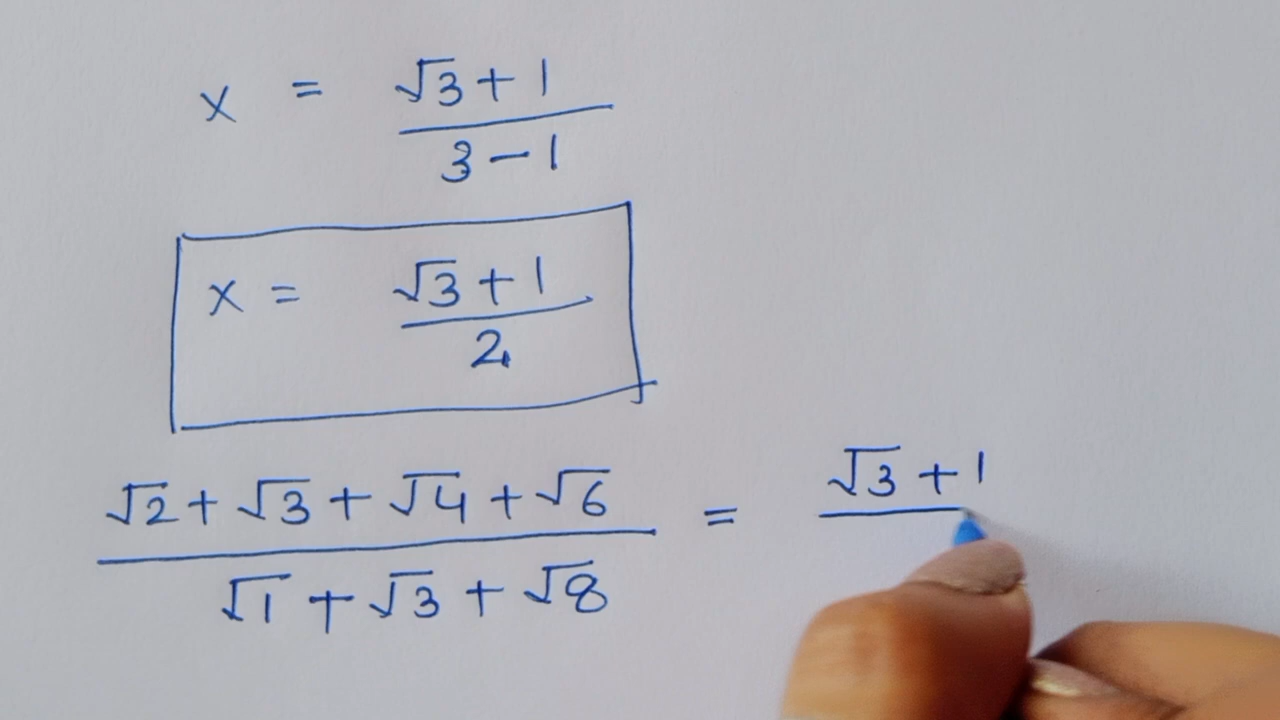 x = √3 + 1
3 − 1
x = √3 + 1
2
√2 + √3 + √4 + √6 = √3 + 1
√1 + √3 + √8